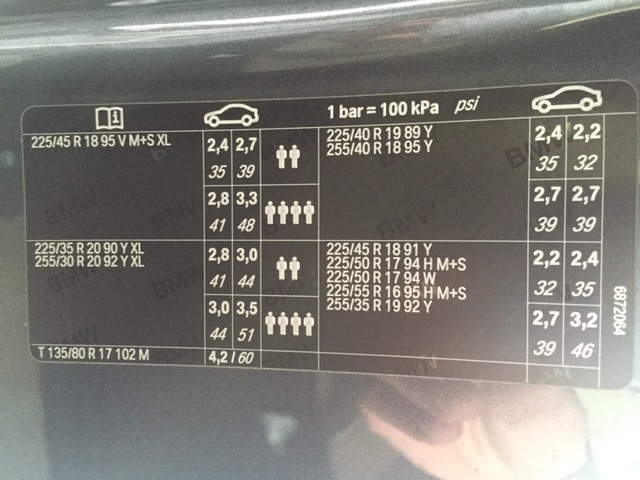 1 bar = 100 kPa psi
225/45 R 18 95 V M+S XL
2,4 2,7
35 39
2,8 3,3
41 48
225/35 R 20 90 Y XL
255/30 R 20 92 Y XL
2,8 3,0
41 44
3,0 3,5
44 51
T 135/80 R 17 102 M
4,2 / 60
225/40 R 19 89 Y
255/40 R 18 95 Y
2,4 2,2
35 32
2,7 2,7
39 39
225/45 R 18 91 Y
225/50 R 17 94 H M+S
225/50 R 17 94 W
225/55 R 16 95 H M+S
255/35 R 19 92 Y
2,2 2,4
32 35
2,7 3,2
39 46
6872064
BMW
BMW
BMW
BMW